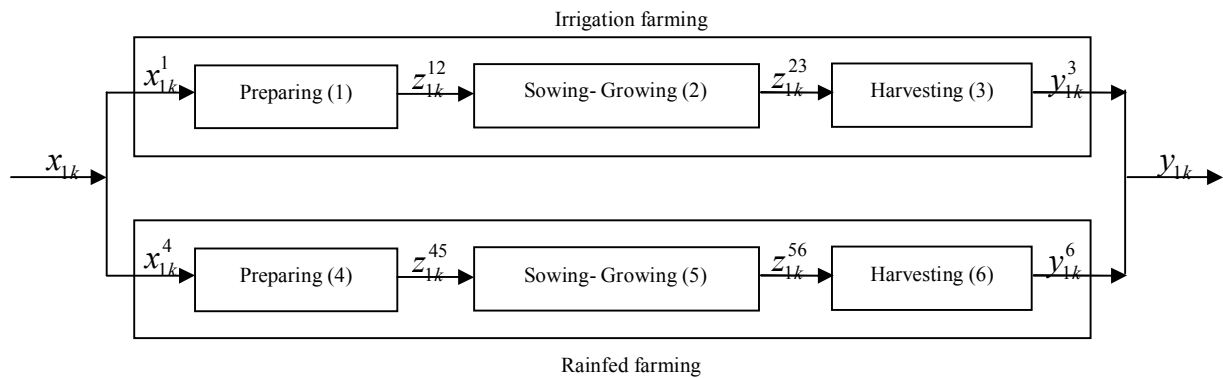 Irrigation farming
x^1_{1k}
Preparing (1)
z^{12}_{1k}
Sowing- Growing (2)
z^{23}_{1k}
Harvesting (3)
y^3_{1k}
x_{1k}
y_{1k}
x^4_{1k}
Preparing (4)
z^{45}_{1k}
Sowing- Growing (5)
z^{56}_{1k}
Harvesting (6)
y^6_{1k}
Rainfed farming